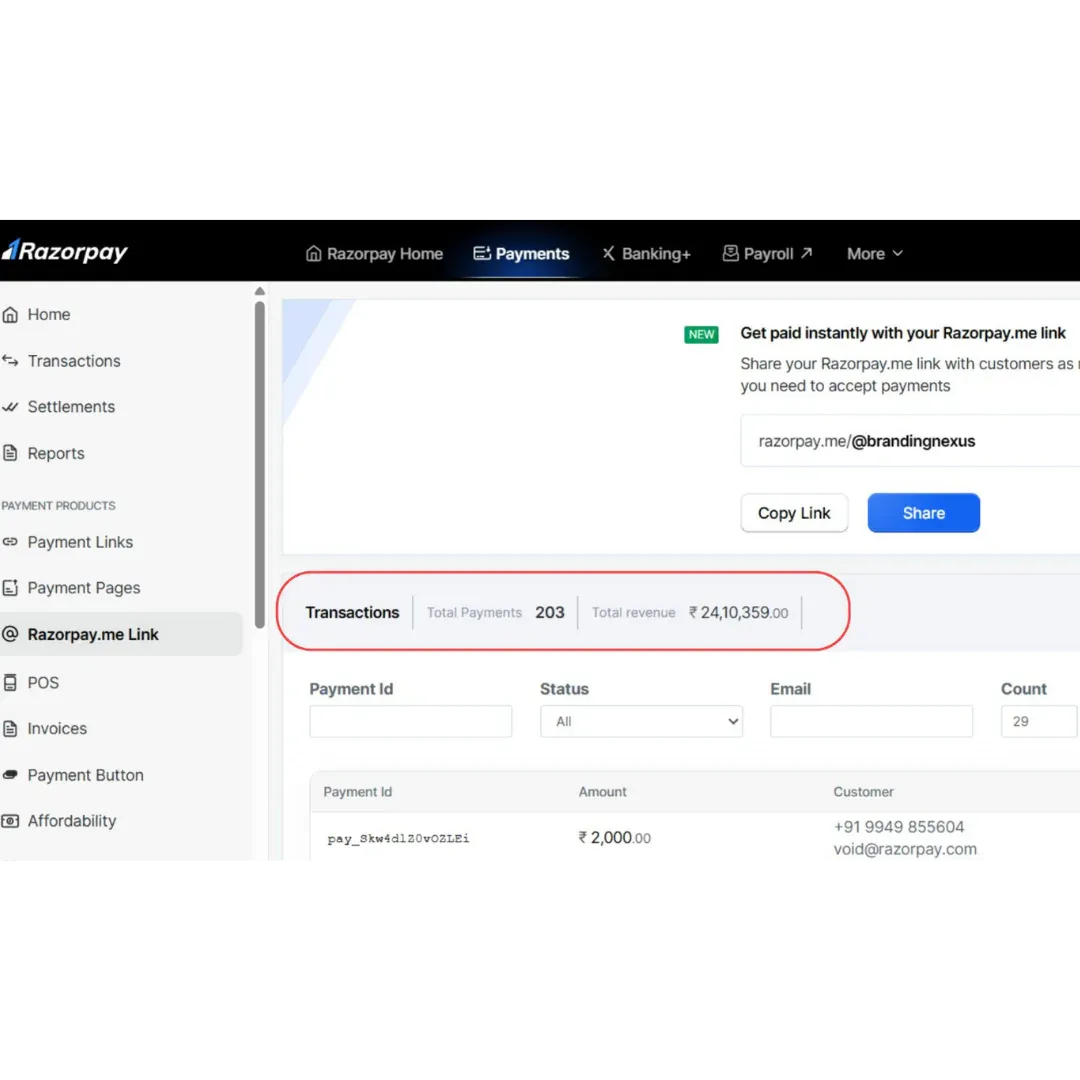 Razorpay
Razorpay Home
Payments
Banking+
Payroll
More
Home
Transactions
Settlements
Reports
PAYMENT PRODUCTS
Payment Links
Payment Pages
Razorpay.me Link
POS
Invoices
Payment Button
Affordability
NEW
Get paid instantly with your Razorpay.me link
Share your Razorpay.me link with customers as
you need to accept payments
razorpay.me/@brandingnexus
Copy Link
Share
Transactions
Total Payments 203
Total revenue ₹ 24,10,359.00
Payment Id
Status
Email
Count
All
29
Payment Id
Amount
Customer
pay_Skw4dlZ0vOZLEi
₹ 2,000.00
+91 9949 855604
void@razorpay.com